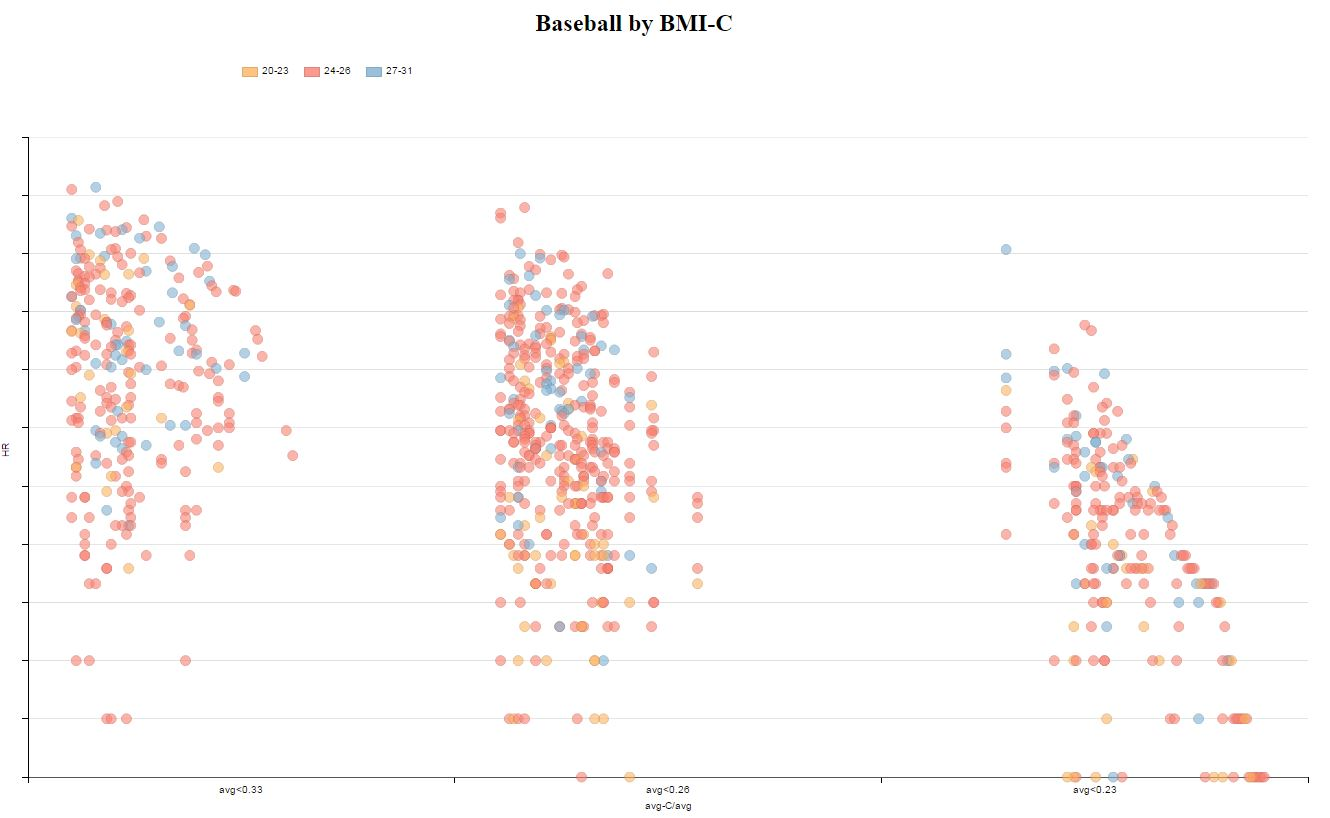 Baseball by BMI-C
20-23 24-26 27-31
HR
avg<0.33 avg<0.26 avg<0.23
avg-C/avg